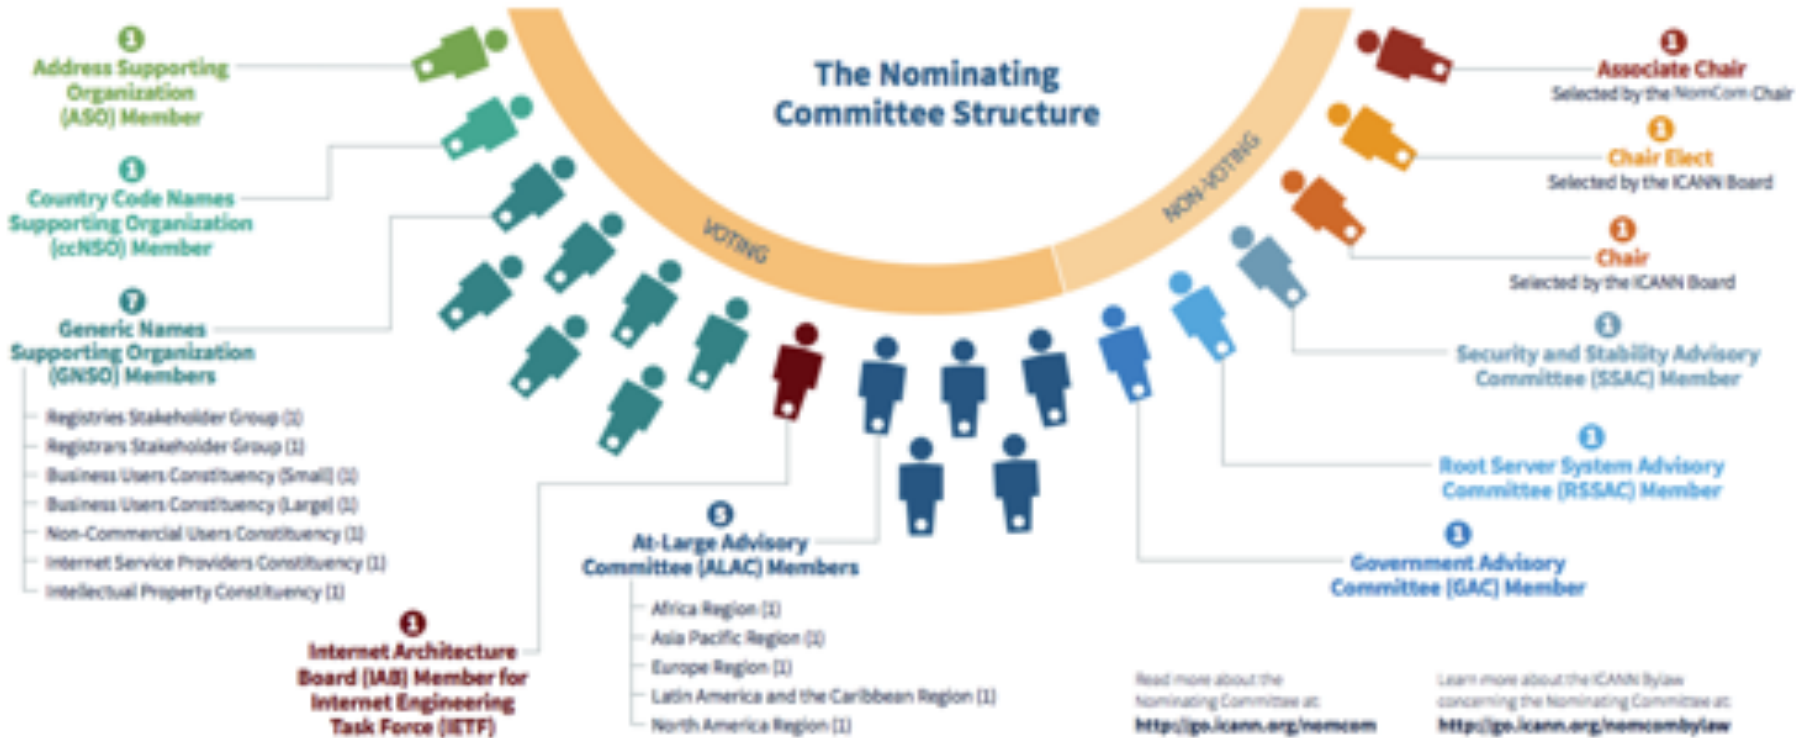 The Nominating
Committee Structure
VOTING
NON-VOTING
1
Address Supporting
Organization
(ASO) Member
1
Country Code Names
Supporting Organization
(ccNSO) Member
7
Generic Names
Supporting Organization
(GNSO) Members
Registries Stakeholder Group (1)
Registrars Stakeholder Group (1)
Business Users Constituency (Small) (1)
Business Users Constituency (Large) (1)
Non-Commercial Users Constituency (1)
Internet Service Providers Constituency (1)
Intellectual Property Constituency (1)
1
Internet Architecture
Board (IAB) Member for
Internet Engineering
Task Force (IETF)
5
At-Large Advisory
Committee (ALAC) Members
Africa Region (1)
Asia Pacific Region (1)
Europe Region (1)
Latin America and the Caribbean Region (1)
North America Region (1)
1
Associate Chair
Selected by the NomCom Chair
1
Chair Elect
Selected by the ICANN Board
1
Chair
Selected by the ICANN Board
1
Security and Stability Advisory
Committee (SSAC) Member
1
Root Server System Advisory
Committee (RSSAC) Member
1
Government Advisory
Committee (GAC) Member
Read more about the
Nominating Committee at:
http://go.icann.org/nomcom
Learn more about the ICANN Bylaw
concerning the Nominating Committee at:
http://go.icann.org/nomcombylaw